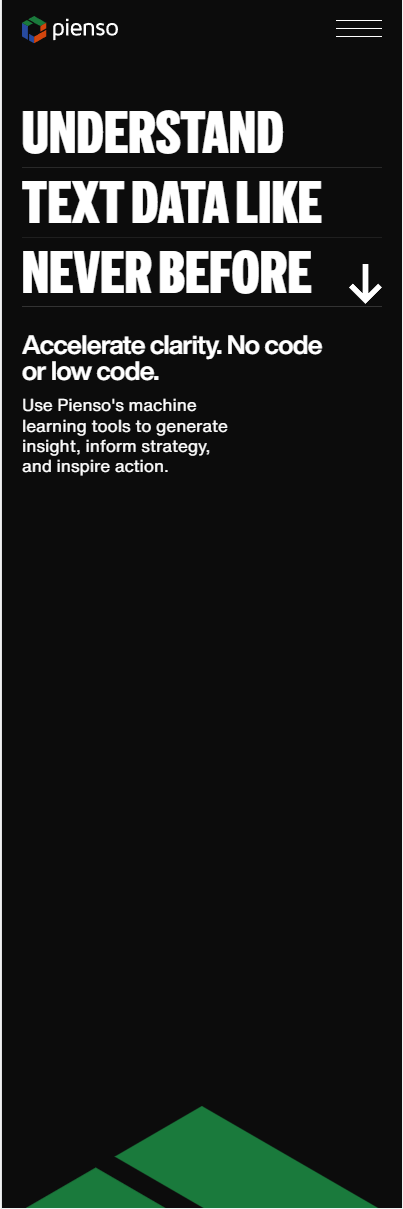 pienso
UNDERSTAND
TEXT DATA LIKE
NEVER BEFORE
Accelerate clarity. No code
or low code.
Use Pienso's machine
learning tools to generate
insight, inform strategy,
and inspire action.